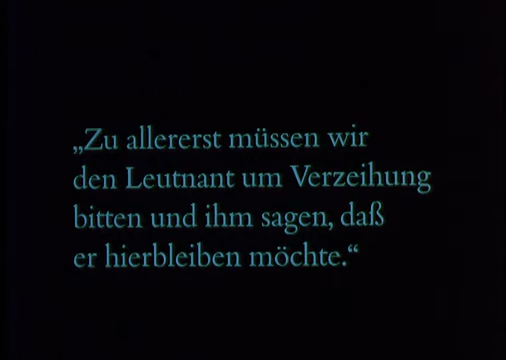 „Zu allererst müssen wir
den Leutnant um Verzeihung
bitten und ihm sagen, daß
er hierbleiben möchte.“